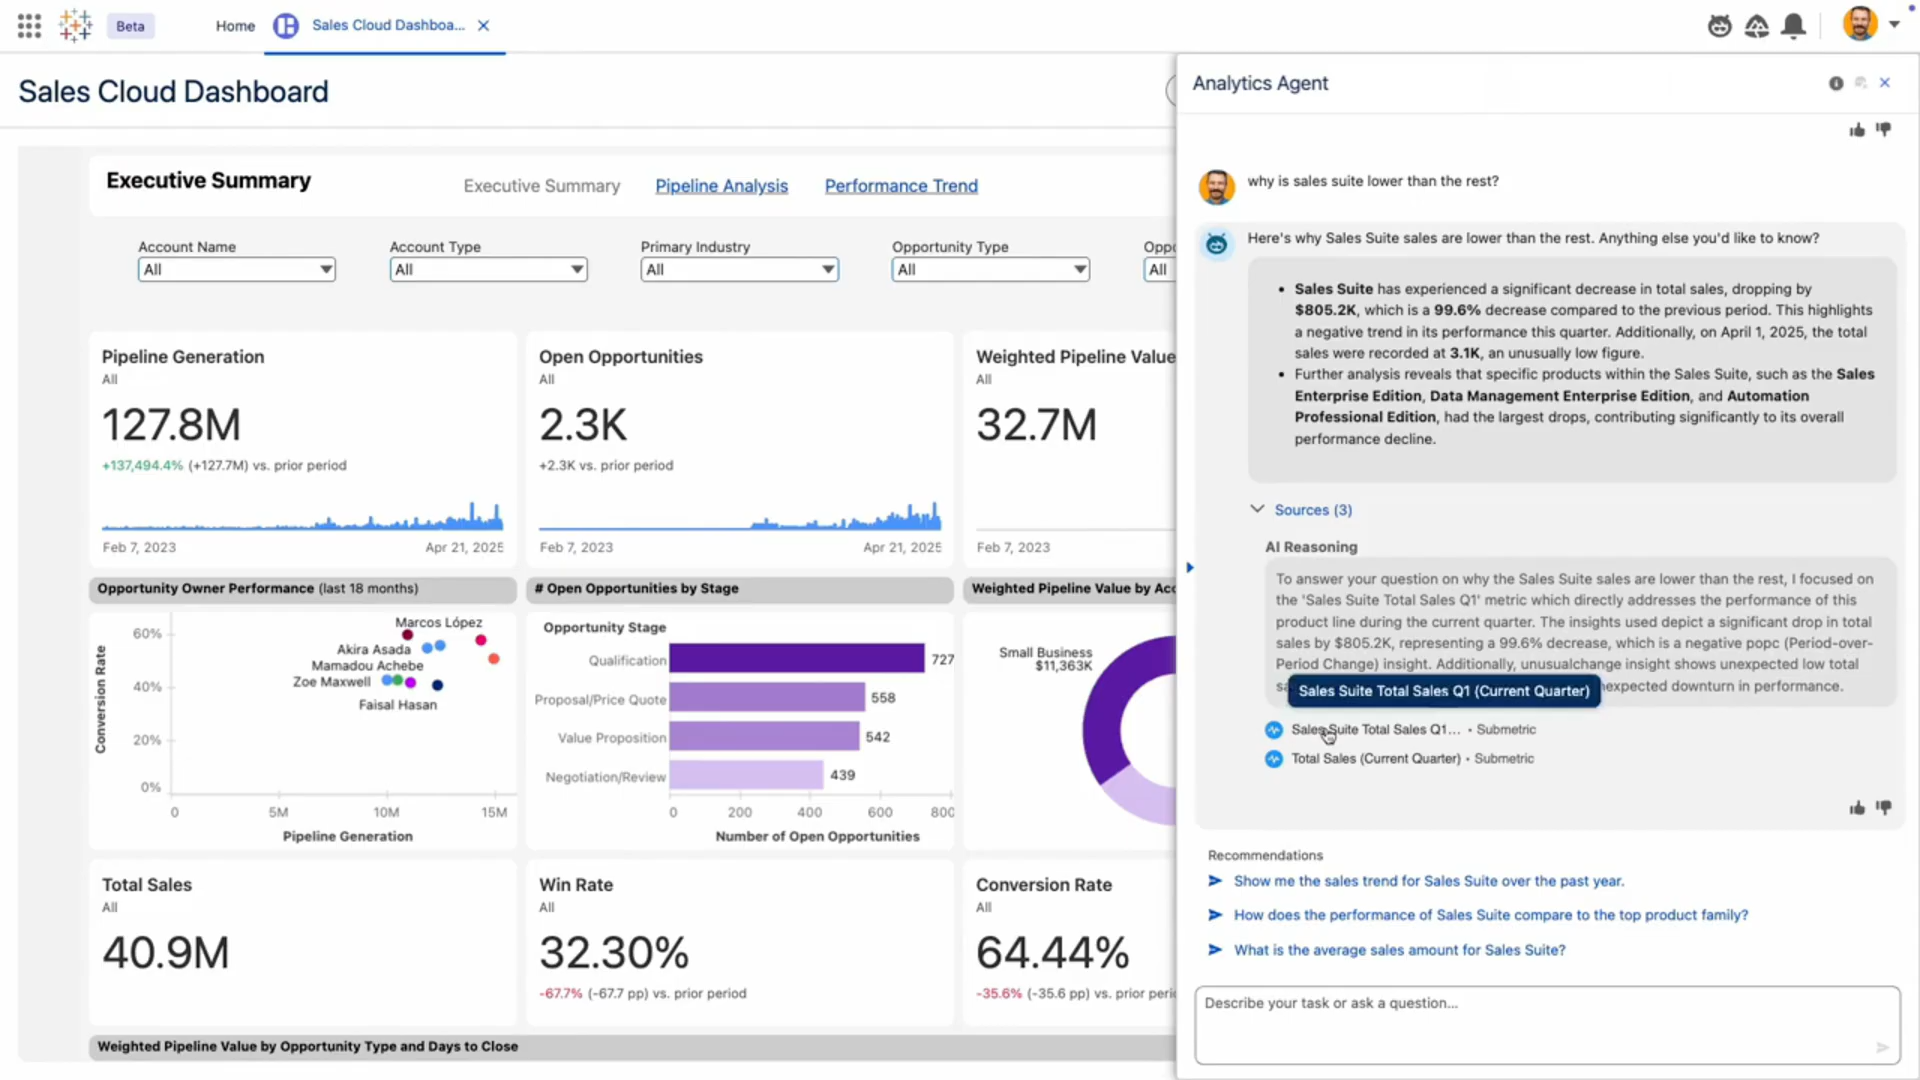 Beta
Home
Sales Cloud Dashboa...
Sales Cloud Dashboard
Executive Summary
Executive Summary
Pipeline Analysis
Performance Trend
Account Name
All
Account Type
All
Primary Industry
All
Opportunity Type
All
Oppo
All
Pipeline Generation
All
127.8M
+137,494.4% (+127.7M) vs. prior period
Feb 7, 2023
Apr 21, 2025
Open Opportunities
All
2.3K
+2.3K vs. prior period
Feb 7, 2023
Apr 21, 2025
Weighted Pipeline Value
All
32.7M
Feb 7, 2023
Opportunity Owner Performance (last 18 months)
Conversion Rate
60%
40%
20%
0%
Marcos López
Akira Asada
Mamadou Achebe
Zoe Maxwell
Faisal Hasan
0
5M
10M
15M
Pipeline Generation
# Open Opportunities by Stage
Opportunity Stage
Qualification
727
Proposal/Price Quote
558
Value Proposition
542
Negotiation/Review
439
0
200
400
600
800
Number of Open Opportunities
Weighted Pipeline Value by Acc
Small Business
$11,363K
Total Sales
All
40.9M
Win Rate
All
32.30%
-67.7% (-67.7 pp) vs. prior period
Conversion Rate
All
64.44%
-35.6% (-35.6 pp) vs. prior peri
Weighted Pipeline Value by Opportunity Type and Days to Close
Analytics Agent
why is sales suite lower than the rest?
Here's why Sales Suite sales are lower than the rest. Anything else you'd like to know?
• Sales Suite has experienced a significant decrease in total sales, dropping by
$805.2K, which is a 99.6% decrease compared to the previous period. This highlights
a negative trend in its performance this quarter. Additionally, on April 1, 2025, the total
sales were recorded at 3.1K, an unusually low figure.
• Further analysis reveals that specific products within the Sales Suite, such as the Sales
Enterprise Edition, Data Management Enterprise Edition, and Automation
Professional Edition, had the largest drops, contributing significantly to its overall
performance decline.
Sources (3)
AI Reasoning
To answer your question on why the Sales Suite sales are lower than the rest, I focused on
the 'Sales Suite Total Sales Q1' metric which directly addresses the performance of this
product line during the current quarter. The insights used depict a significant drop in total
sales by $805.2K, representing a 99.6% decrease, which is a negative popc (Period-over-
Period Change) insight. Additionally, unusualchange insight shows unexpected low total
sa
Sales Suite Total Sales Q1 (Current Quarter)
nexpected downturn in performance.
Sales Suite Total Sales Q1... • Submetric
Total Sales (Current Quarter) • Submetric
Recommendations
Show me the sales trend for Sales Suite over the past year.
How does the performance of Sales Suite compare to the top product family?
What is the average sales amount for Sales Suite?
Describe your task or ask a question...